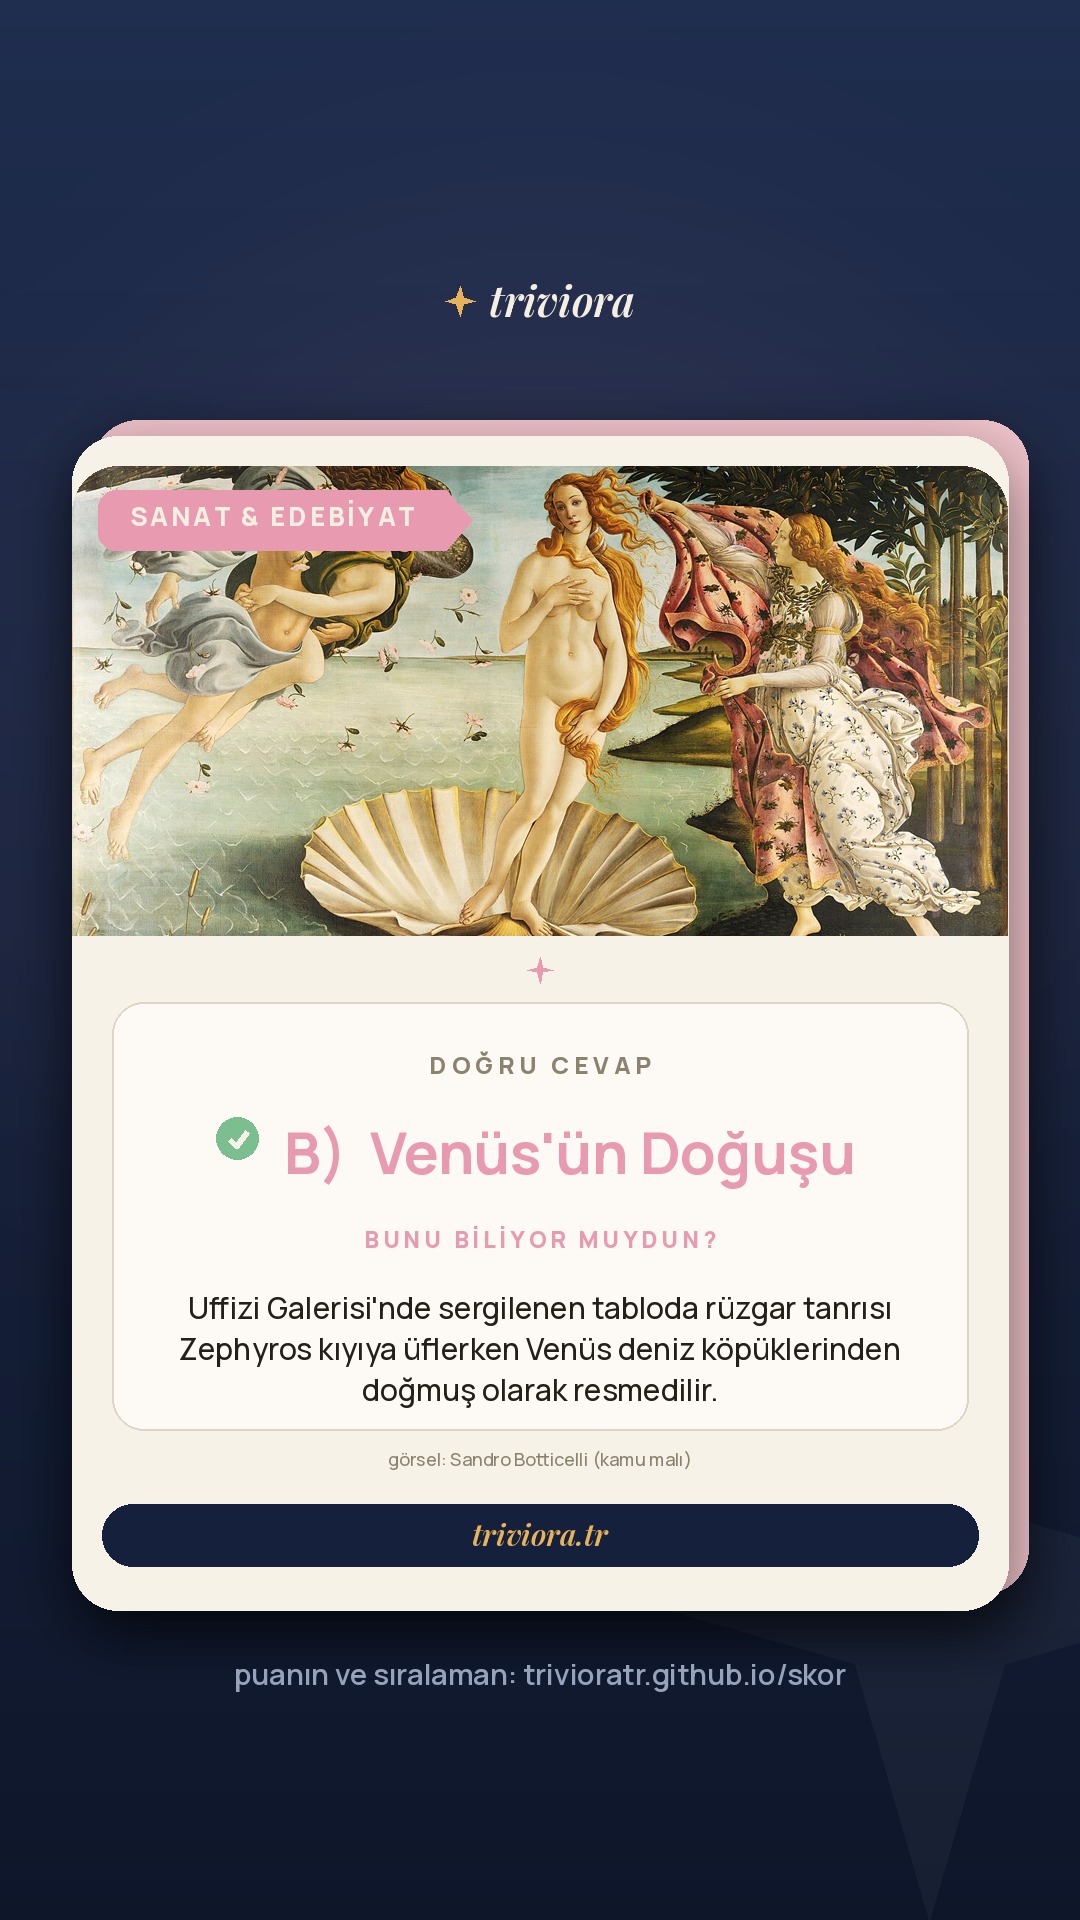 triviora
SANAT & EDEBİYAT
DOĞRU CEVAP
B) Venüs'ün Doğuşu
BUNU BİLİYOR MUYDUN?
Uffizi Galerisi'nde sergilenen tabloda rüzgar tanrısı
Zephyros kıyıya üflerken Venüs deniz köpüklerinden
doğmuş olarak resmedilir.
görsel: Sandro Botticelli (kamu malı)
triviora.tr
puanın ve sıralaman: trivioratr.github.io/skor